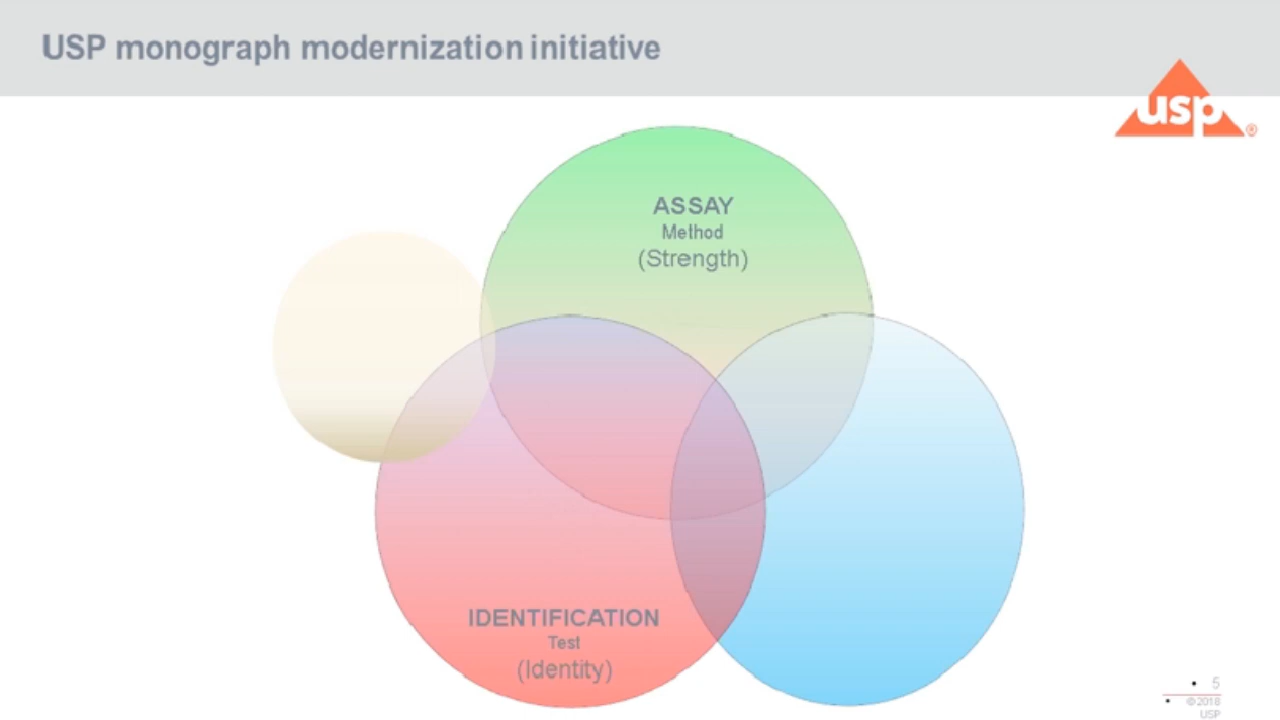 USP monograph modernization initiative
usp®
ASSAY
Method
(Strength)
IDENTIFICATION
Test
(Identity)
• 5
• ©2018
USP